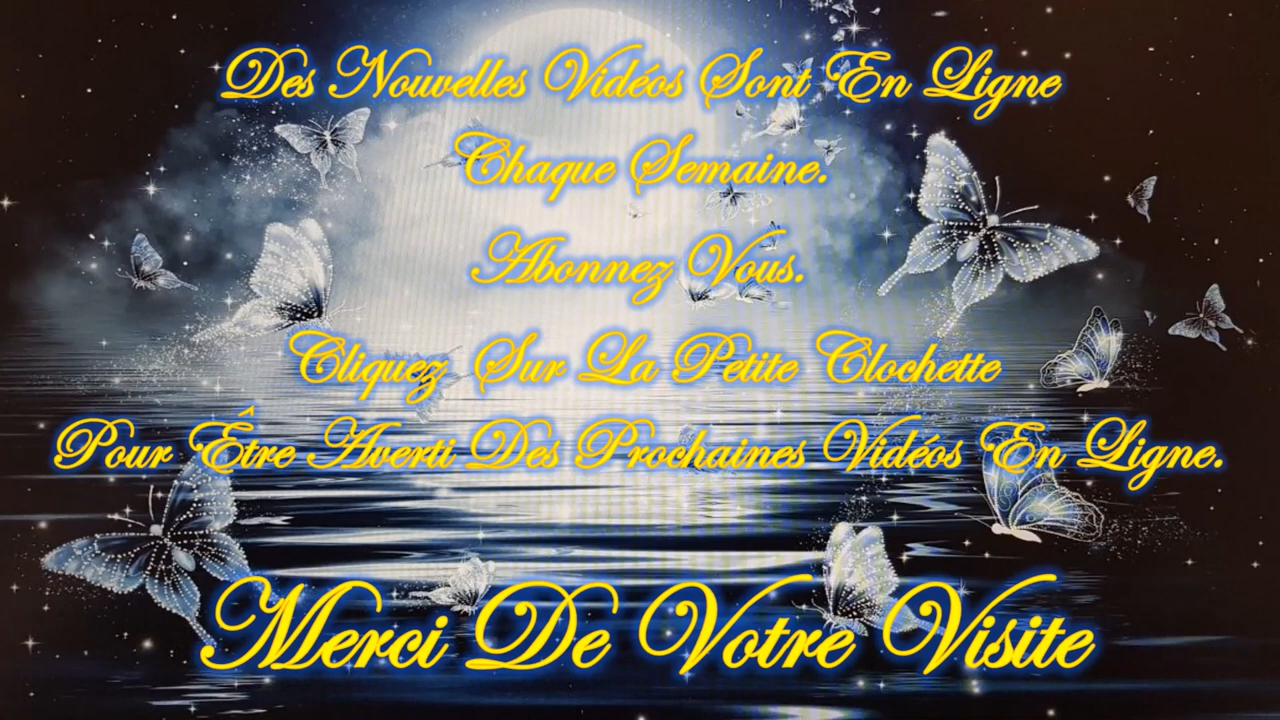 Des Nouvelles Vidéos Sont En Ligne
Chaque Semaine.
Abonnez Vous.
Cliquez Sur La Petite Clochette
Pour Être Averti Des Prochaines Vidéos En Ligne.
Merci De Votre Visite